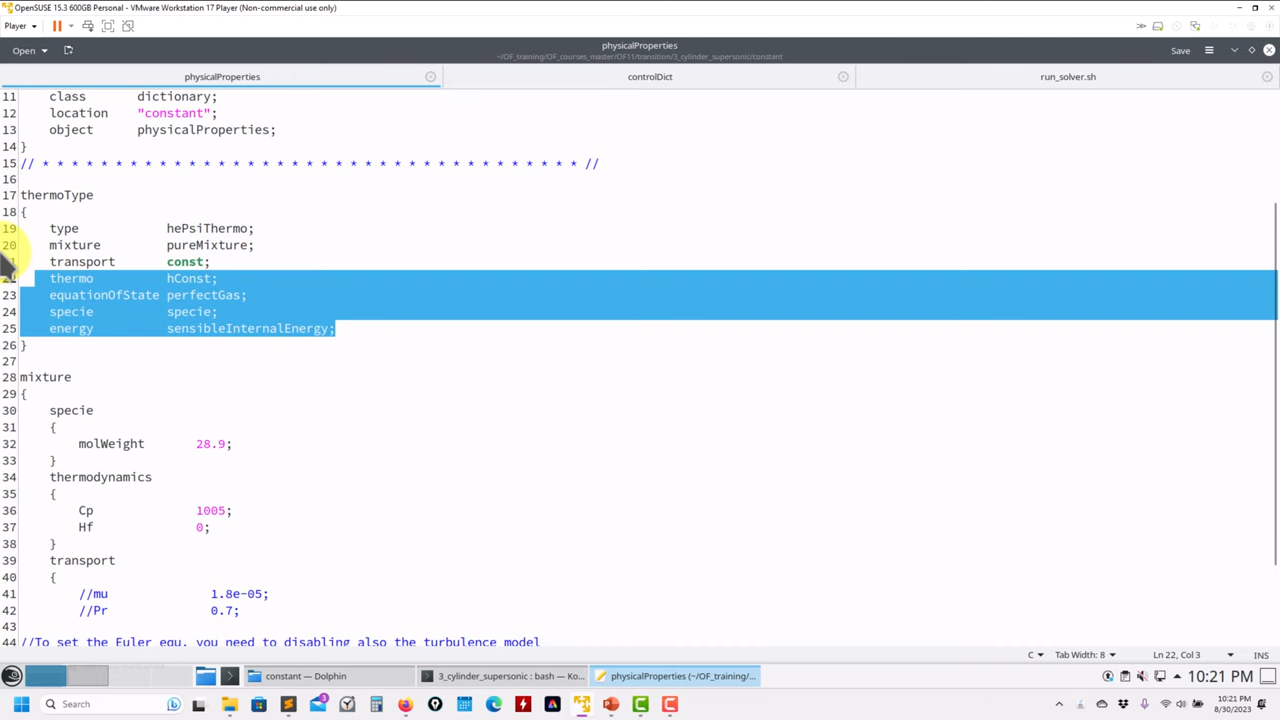 OpenSUSE 15.3 600GB Personal - VMware Workstation 17 Player (Non-commercial use only)
Player
Open
physicalProperties
~/OF_training/OF_courses_master/OF11/transition/3_cylinder_supersonic/constant
Save
physicalProperties
controlDict
run_solver.sh
11 class dictionary;
12 location "constant";
13 object physicalProperties;
14 }
15 // * * * * * * * * * * * * * * * * * * * * * * * * * * * * * * * * * * * * * //
16
17 thermoType
18 {
19 type hePsiThermo;
20 mixture pureMixture;
transport const;
thermo hConst;
23 equationOfState perfectGas;
24 specie specie;
25 energy sensibleInternalEnergy;
26 }
27
28 mixture
29 {
30 specie
31 {
32 molWeight 28.9;
33 }
34 thermodynamics
35 {
36 Cp 1005;
37 Hf 0;
38 }
39 transport
40 {
41 //mu 1.8e-05;
42 //Pr 0.7;
44 //To set the Euler equ. you need to disabling also the turbulence model
C
Tab Width: 8
Ln 22, Col 3
INS
constant — Dolphin
3_cylinder_supersonic : bash — Ko...
physicalProperties (~/OF_training/...
10:21 PM
Search
10:21 PM
8/30/2023